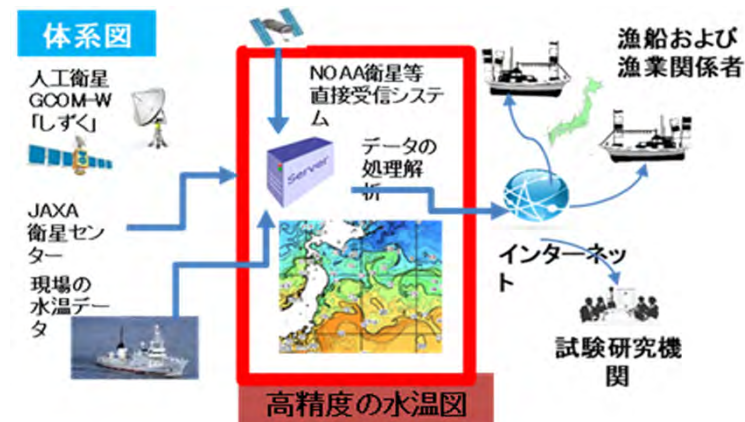 体系図
人工衛星
GCOM-W
「しずく」
JAXA
衛星セン
ター
現場の
水温デー
タ
NOAA衛星等
直接受信システ
ム
データの
処理解
析
Server
高精度の水温図
漁船および
漁業関係者
インターネッ
ト
試験研究機
関